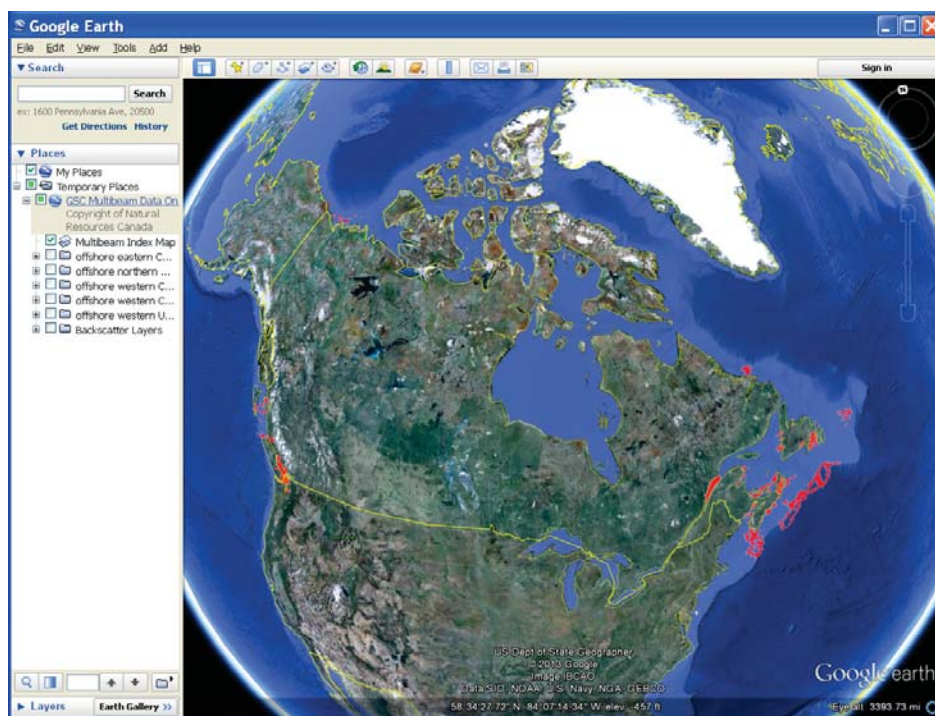 Google Earth
File Edit View Tools Add Help
Search
Sign in
Search
ex: 1600 Pennsylvania Ave, 20500
Get Directions History
Places
My Places
Temporary Places
GSC Multibeam Data On
Copyright of Natural
Resources Canada
Multibeam Index Map
offshore eastern C...
offshore northern ...
offshore western C...
offshore western C...
offshore western U...
Backscatter Layers
Layers
Earth Gallery >>
N
US Dept of State Geographer
© 2013 Google
Image IBCAO
Data SIO, NOAA, U.S. Navy, NGA, GEBCO
Google earth
58°34'27.72" N 84°07'14.34" W elev -457 ft
Eye alt 3393.73 mi